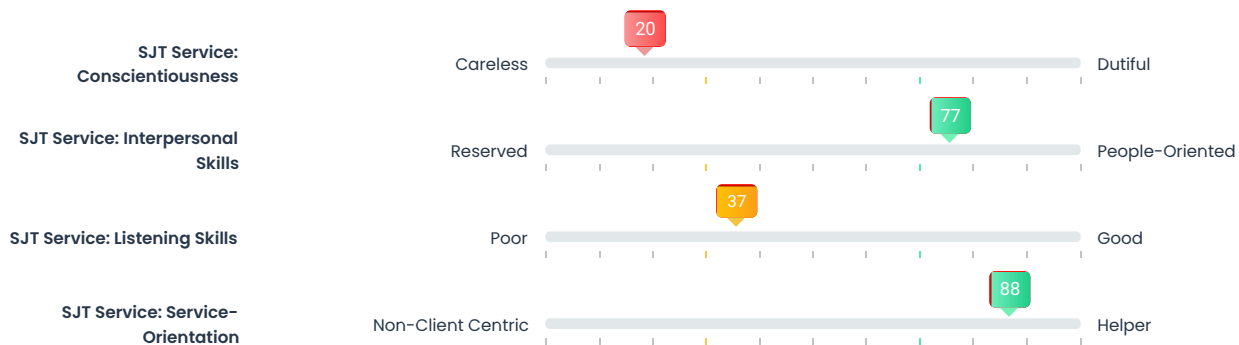 20
SJT Service:
Conscientiousness
Careless
Dutiful
77
SJT Service: Interpersonal
Skills
Reserved
People-Oriented
37
SJT Service: Listening Skills
Poor
Good
88
SJT Service: Service-
Orientation
Non-Client Centric
Helper